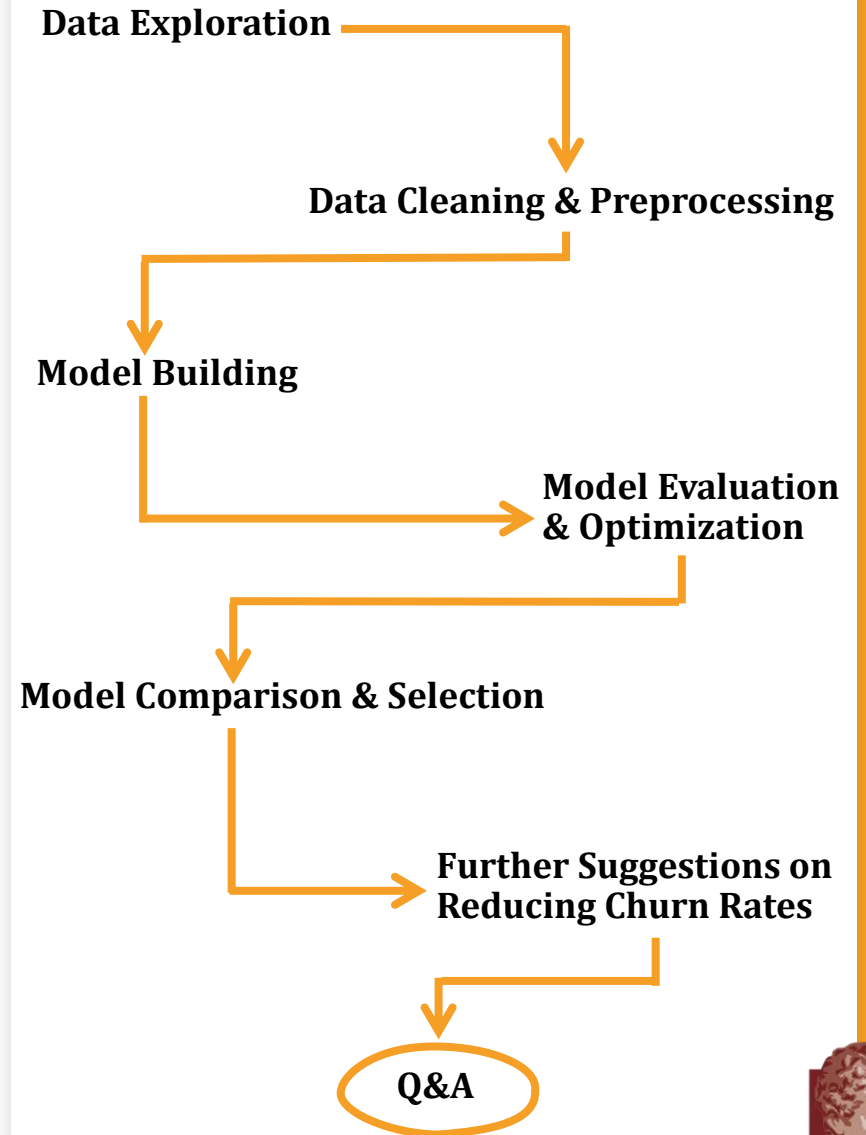 Data Exploration
Data Cleaning & Preprocessing
Model Building
Model Evaluation
& Optimization
Model Comparison & Selection
Further Suggestions on
Reducing Churn Rates
Q&A